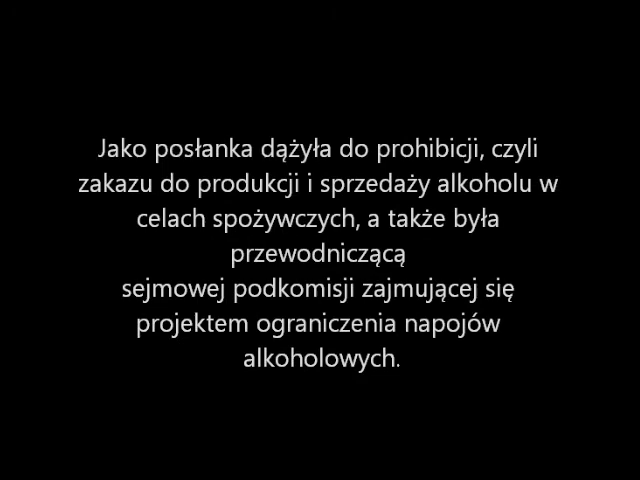 Jako posłanka dążyła do prohibicji, czyli
zakazu do produkcji i sprzedaży alkoholu w
celach spożywczych, a także była
przewodniczącą
sejmowej podkomisji zajmującej się
projektem ograniczenia napojów
alkoholowych.